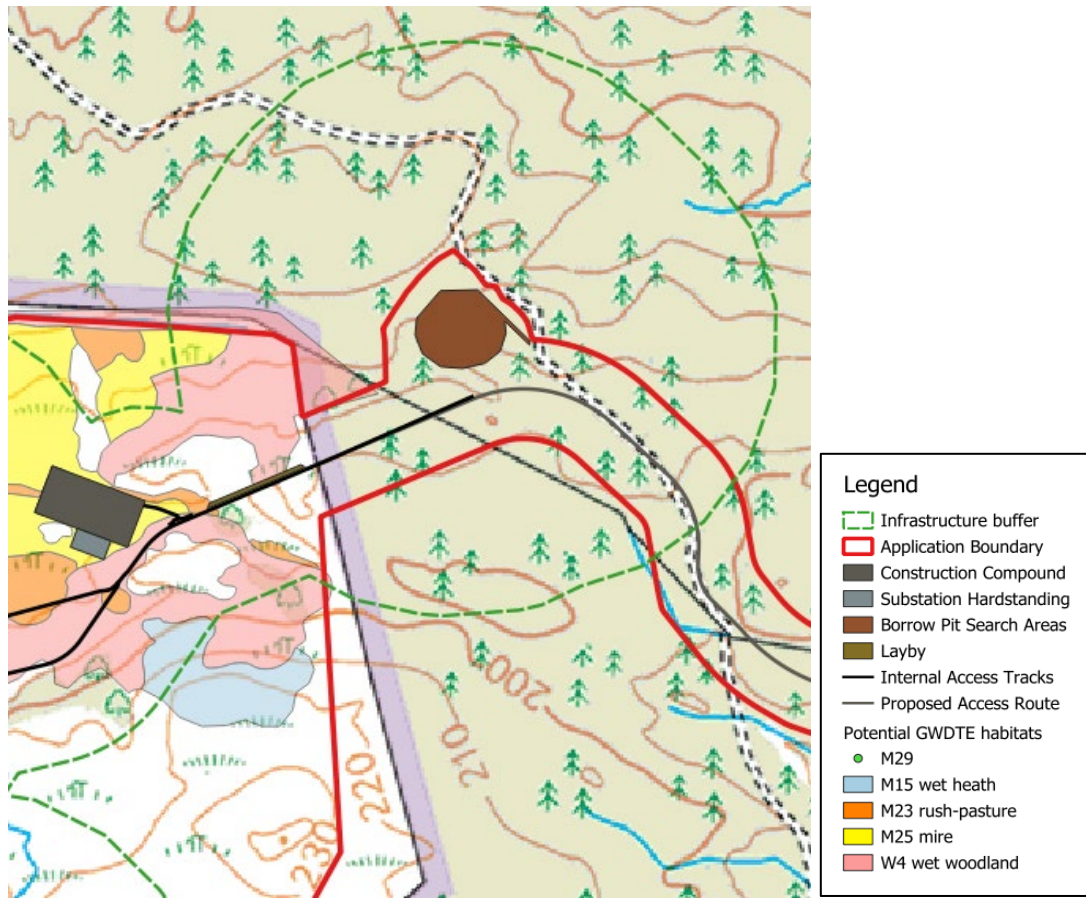 200
210
220
230
Legend
Infrastructure buffer
Application Boundary
Construction Compound
Substation Hardstanding
Borrow Pit Search Areas
Layby
Internal Access Tracks
Proposed Access Route
Potential GWDTE habitats
M29
M15 wet heath
M23 rush-pasture
M25 mire
W4 wet woodland